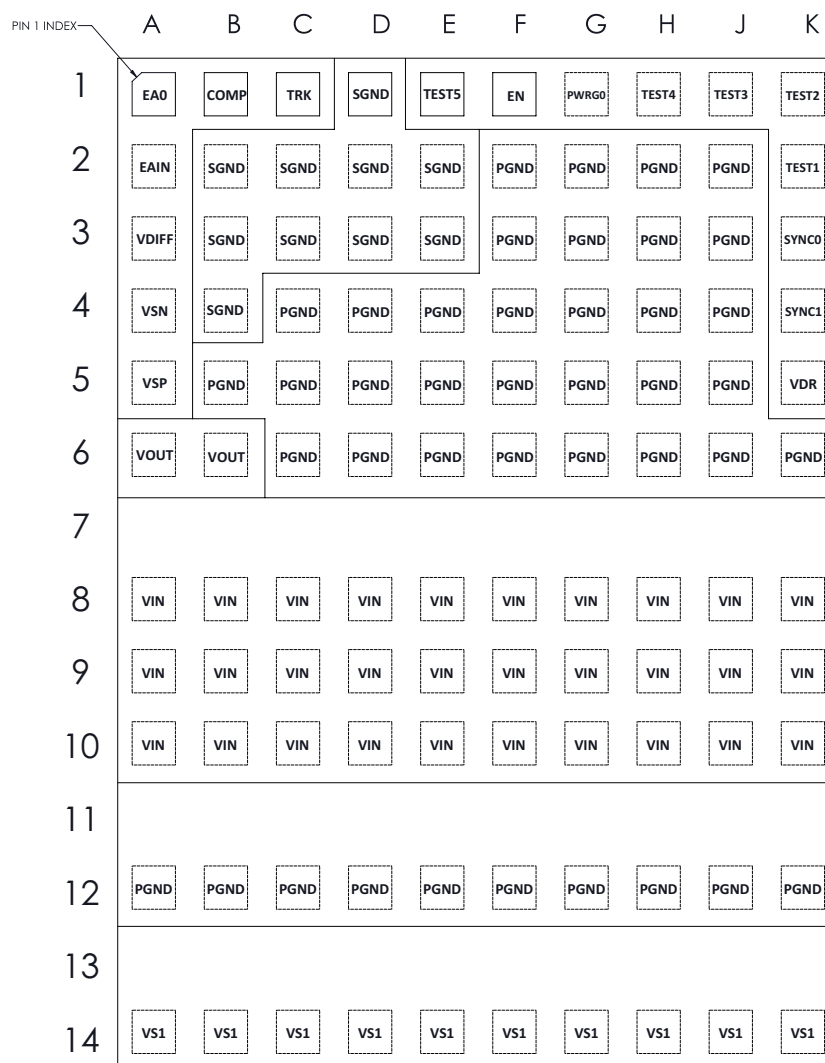 PIN 1 INDEX
A B C D E F G H J K
1 EA0 COMP TRK SGND TEST5 EN PWRG0 TEST4 TEST3 TEST2
2 EAIN SGND SGND SGND SGND PGND PGND PGND PGND TEST1
3 VDIFF SGND SGND SGND SGND PGND PGND PGND PGND SYNC0
4 VSN SGND PGND PGND PGND PGND PGND PGND PGND SYNC1
5 VSP PGND PGND PGND PGND PGND PGND PGND PGND VDR
6 VOUT VOUT PGND PGND PGND PGND PGND PGND PGND PGND
7
8 VIN VIN VIN VIN VIN VIN VIN VIN VIN VIN
9 VIN VIN VIN VIN VIN VIN VIN VIN VIN VIN
10 VIN VIN VIN VIN VIN VIN VIN VIN VIN VIN
11
12 PGND PGND PGND PGND PGND PGND PGND PGND PGND PGND
13
14 VS1 VS1 VS1 VS1 VS1 VS1 VS1 VS1 VS1 VS1